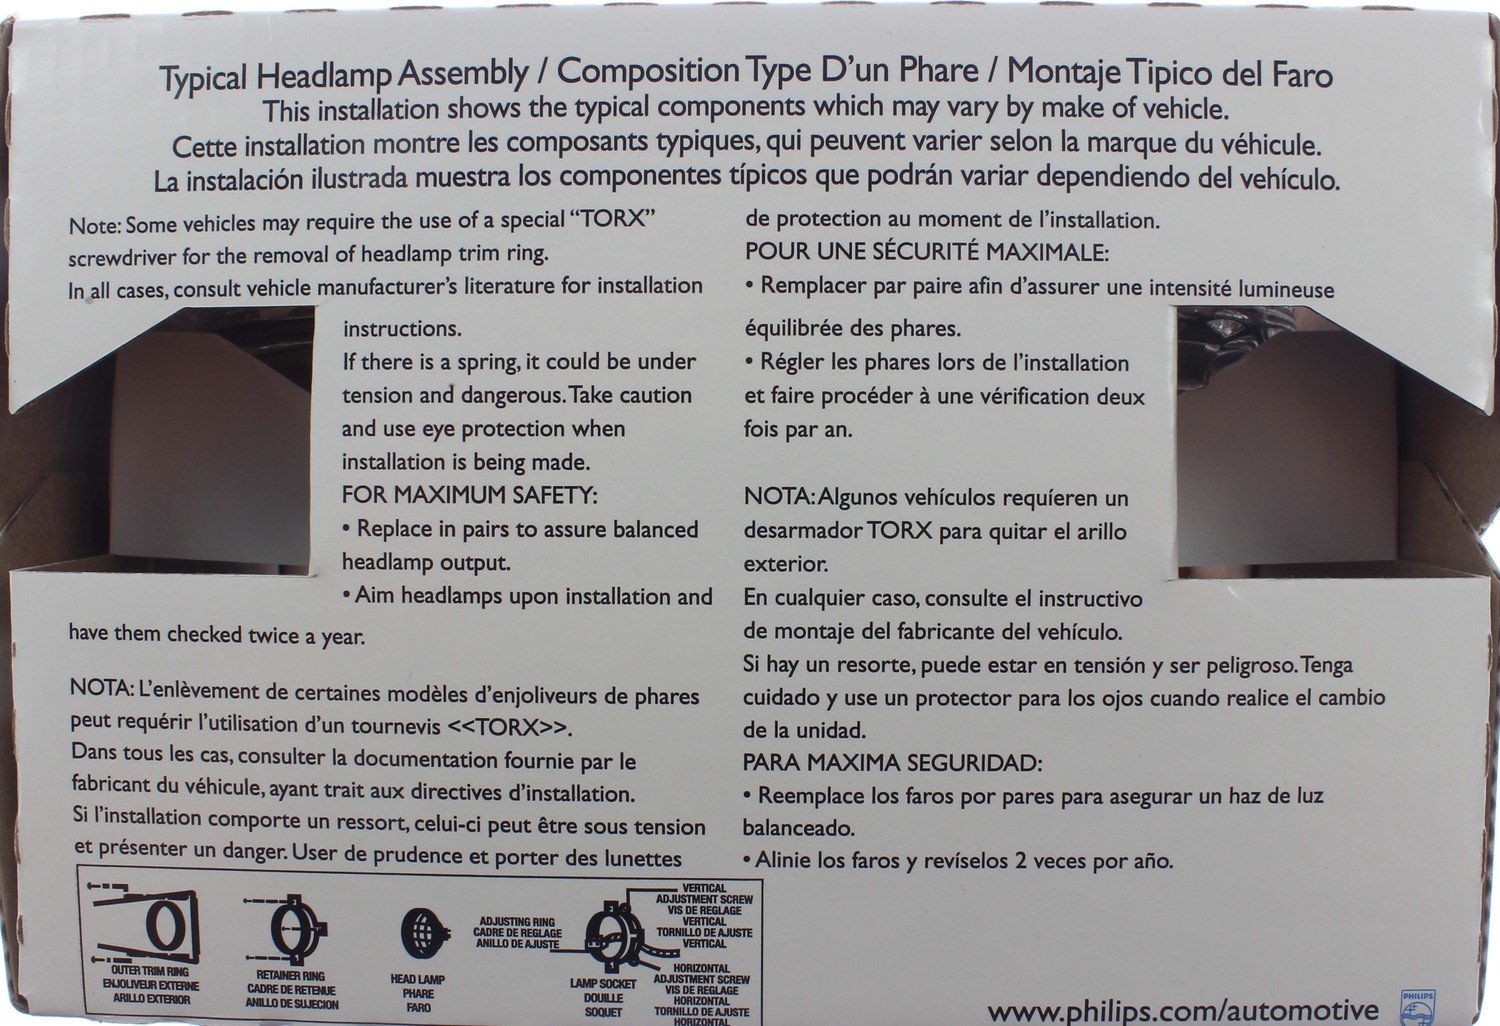 Typical Headlamp Assembly / Composition Type D'un Phare / Montaje Tipico del Faro
This installation shows the typical components which may vary by make of vehicle.
Cette installation montre les composants typiques, qui peuvent varier selon la marque du véhicule.
La instalación ilustrada muestra los componentes típicos que podrán variar dependiendo del vehículo.
Note: Some vehicles may require the use of a special "TORX"
screwdriver for the removal of headlamp trim ring.
In all cases, consult vehicle manufacturer's literature for installation
instructions.
If there is a spring, it could be under
tension and dangerous. Take caution
and use eye protection when
installation is being made.
FOR MAXIMUM SAFETY:
• Replace in pairs to assure balanced
headlamp output.
• Aim headlamps upon installation and
have them checked twice a year.
NOTA: L'enlèvement de certaines modèles d'enjoliveurs de phares
peut requérir l'utilisation d'un tournevis <<TORX>>.
Dans tous les cas, consulter la documentation fournie par le
fabricant du véhicule, ayant trait aux directives d'installation.
Si l'installation comporte un ressort, celui-ci peut être sous tension
et présenter un danger. User de prudence et porter des lunettes
de protection au moment de l'installation.
POUR UNE SÉCURITÉ MAXIMALE:
• Remplacer par paire afin d'assurer une intensité lumineuse
équilibrée des phares.
• Régler les phares lors de l'installation
et faire procéder à une vérification deux
fois par an.
NOTA: Algunos vehículos requíeren un
desarmador TORX para quitar el arillo
exterior.
En cualquier caso, consulte el instructivo
de montaje del fabricante del vehículo.
Si hay un resorte, puede estar en tensión y ser peligroso. Tenga
cuidado y use un protector para los ojos cuando realice el cambio
de la unidad.
PARA MAXIMA SEGURIDAD:
• Reemplace los faros por pares para asegurar un haz de luz
balanceado.
• Alinie los faros y revíselos 2 veces por año.
OUTER TRIM RING
ENJOLIVEUR EXTERNE
ARILLO EXTERIOR
RETAINER RING
CADRE DE RETENUE
ANILLO DE SUJECION
HEAD LAMP
PHARE
FARO
ADJUSTING RING
CADRE DE REGLAGE
ANILLO DE AJUSTE
LAMP SOCKET
DOUILLE
SOQUET
VERTICAL
ADJUSTMENT SCREW
VIS DE REGLAGE
VERTICAL
TORNILLO DE AJUSTE
VERTICAL
HORIZONTAL
ADJUSTMENT SCREW
VIS DE REGLAGE
HORIZONTAL
TORNILLO DE AJUSTE
HORIZONTAL
www.philips.com/automotive
PHILIPS